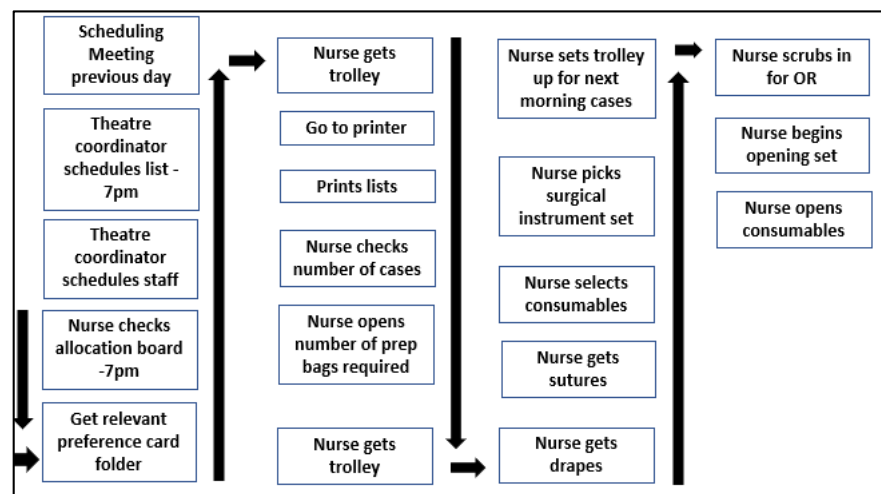 Scheduling
Meeting
previous day
Theatre
coordinator
schedules list -
7pm
Theatre
coordinator
schedules staff
Nurse checks
allocation board
-7pm
Get relevant
preference card
folder
Nurse gets
trolley
Go to printer
Prints lists
Nurse checks
number of cases
Nurse opens
number of prep
bags required
Nurse gets
trolley
Nurse sets trolley
up for next
morning cases
Nurse picks
surgical
instrument set
Nurse selects
consumables
Nurse gets
sutures
Nurse gets
drapes
Nurse scrubs in
for OR
Nurse begins
opening set
Nurse opens
consumables